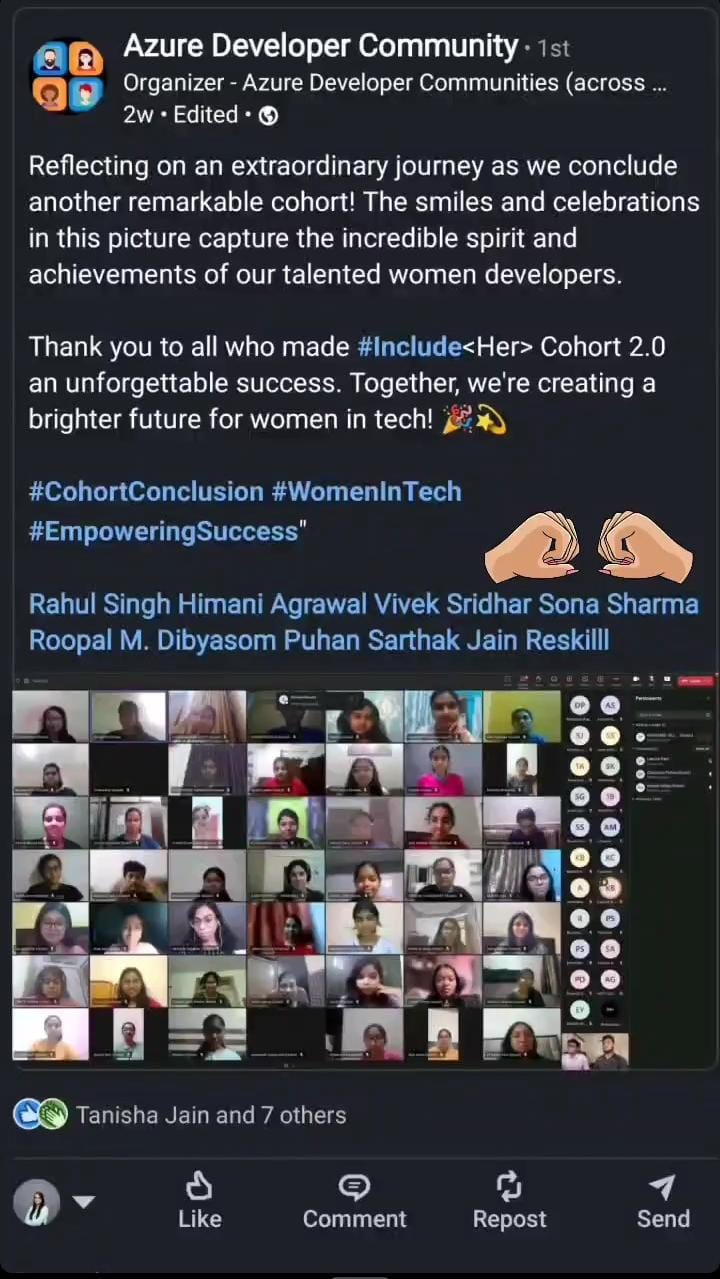 Azure Developer Community • 1st
Organizer - Azure Developer Communities (across ...
2w • Edited •
Reflecting on an extraordinary journey as we conclude
another remarkable cohort! The smiles and celebrations
in this picture capture the incredible spirit and
achievements of our talented women developers.
Thank you to all who made #Include<Her> Cohort 2.0
an unforgettable success. Together, we're creating a
brighter future for women in tech! 🎉💫
#CohortConclusion #WomenInTech
#EmpoweringSuccess"
Rahul Singh Himani Agrawal Vivek Sridhar Sona Sharma
Roopal M. Dibyasom Puhan Sarthak Jain Reskilll
Participants
DP AS
SJ
TA SK
SG
SS AM
KB KC
A KB
R PS
PS SA
PD AG
EY
Tanisha Jain and 7 others
Like Comment Repost Send